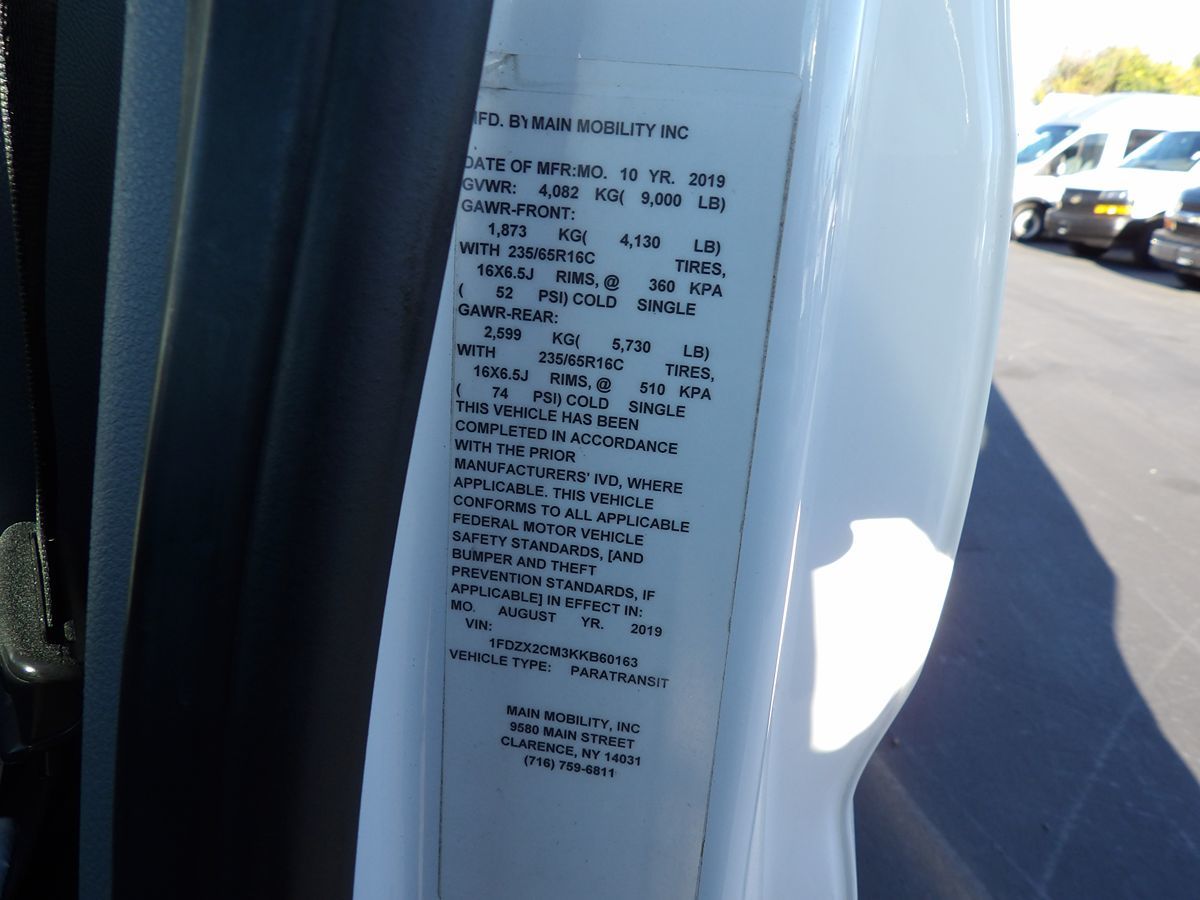 MFD. BY MAIN MOBILITY INC
DATE OF MFR:MO. 10 YR. 2019
GVWR: 4,082 KG( 9,000 LB)
GAWR-FRONT:
1,873 KG( 4,130 LB)
WITH 235/65R16C TIRES,
16X6.5J RIMS, @ 360 KPA
( 52 PSI) COLD SINGLE
GAWR-REAR:
2,599 KG( 5,730 LB)
WITH 235/65R16C TIRES,
16X6.5J RIMS, @ 510 KPA
( 74 PSI) COLD SINGLE
THIS VEHICLE HAS BEEN
COMPLETED IN ACCORDANCE
WITH THE PRIOR
MANUFACTURERS' IVD, WHERE
APPLICABLE. THIS VEHICLE
CONFORMS TO ALL APPLICABLE
FEDERAL MOTOR VEHICLE
SAFETY STANDARDS, [AND
BUMPER AND THEFT
PREVENTION STANDARDS, IF
APPLICABLE] IN EFFECT IN:
MO. AUGUST YR. 2019
VIN:
1FDZX2CM3KKB60163
VEHICLE TYPE: PARATRANSIT
MAIN MOBILITY, INC
9580 MAIN STREET
CLARENCE, NY 14031
(716) 759-6811